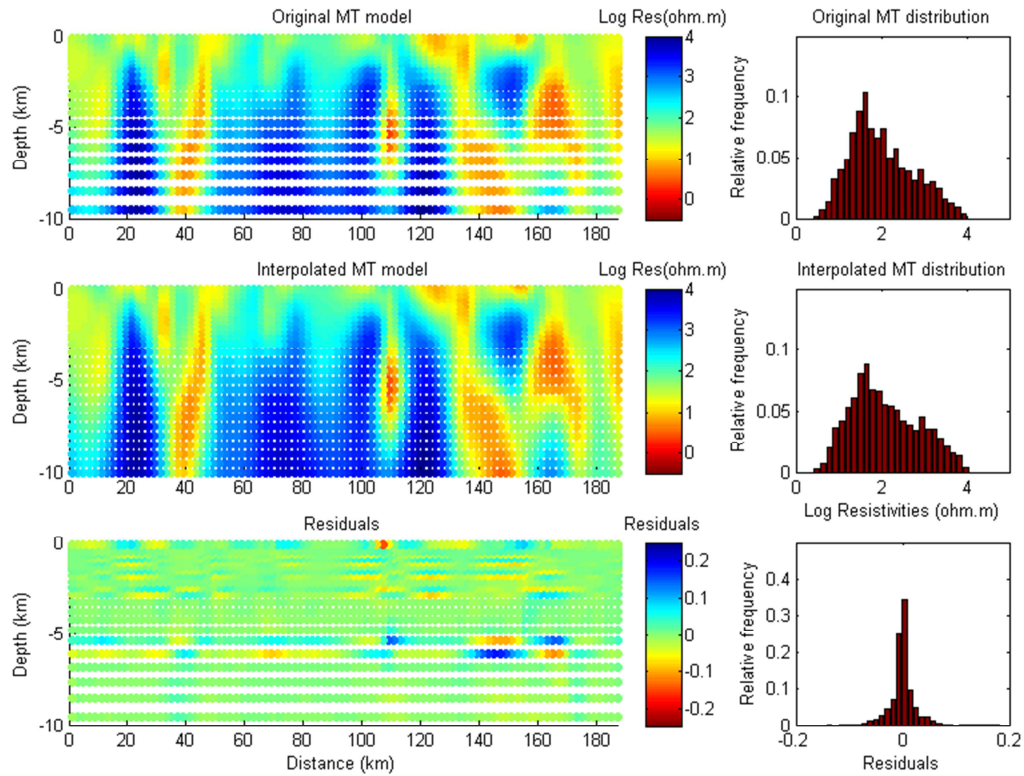 Original MT model
Log Res(ohm.m)
Original MT distribution
Depth (km)
0
-5
-10
0 20 40 60 80 100 120 140 160 180
4
3
2
1
0
Relative frequency
0.1
0.05
0
0 2 4
Interpolated MT model
Log Res(ohm.m)
Interpolated MT distribution
Depth (km)
0
-5
-10
0 20 40 60 80 100 120 140 160 180
4
3
2
1
0
Relative frequency
0.1
0.05
0
0 2 4
Log Resistivities (ohm.m)
Residuals
Residuals
Depth (km)
0
-5
-10
0 20 40 60 80 100 120 140 160 180
Distance (km)
0.2
0.1
0
-0.1
-0.2
Relative frequency
0.4
0.3
0.2
0.1
0
-0.2 0 0.2
Residuals